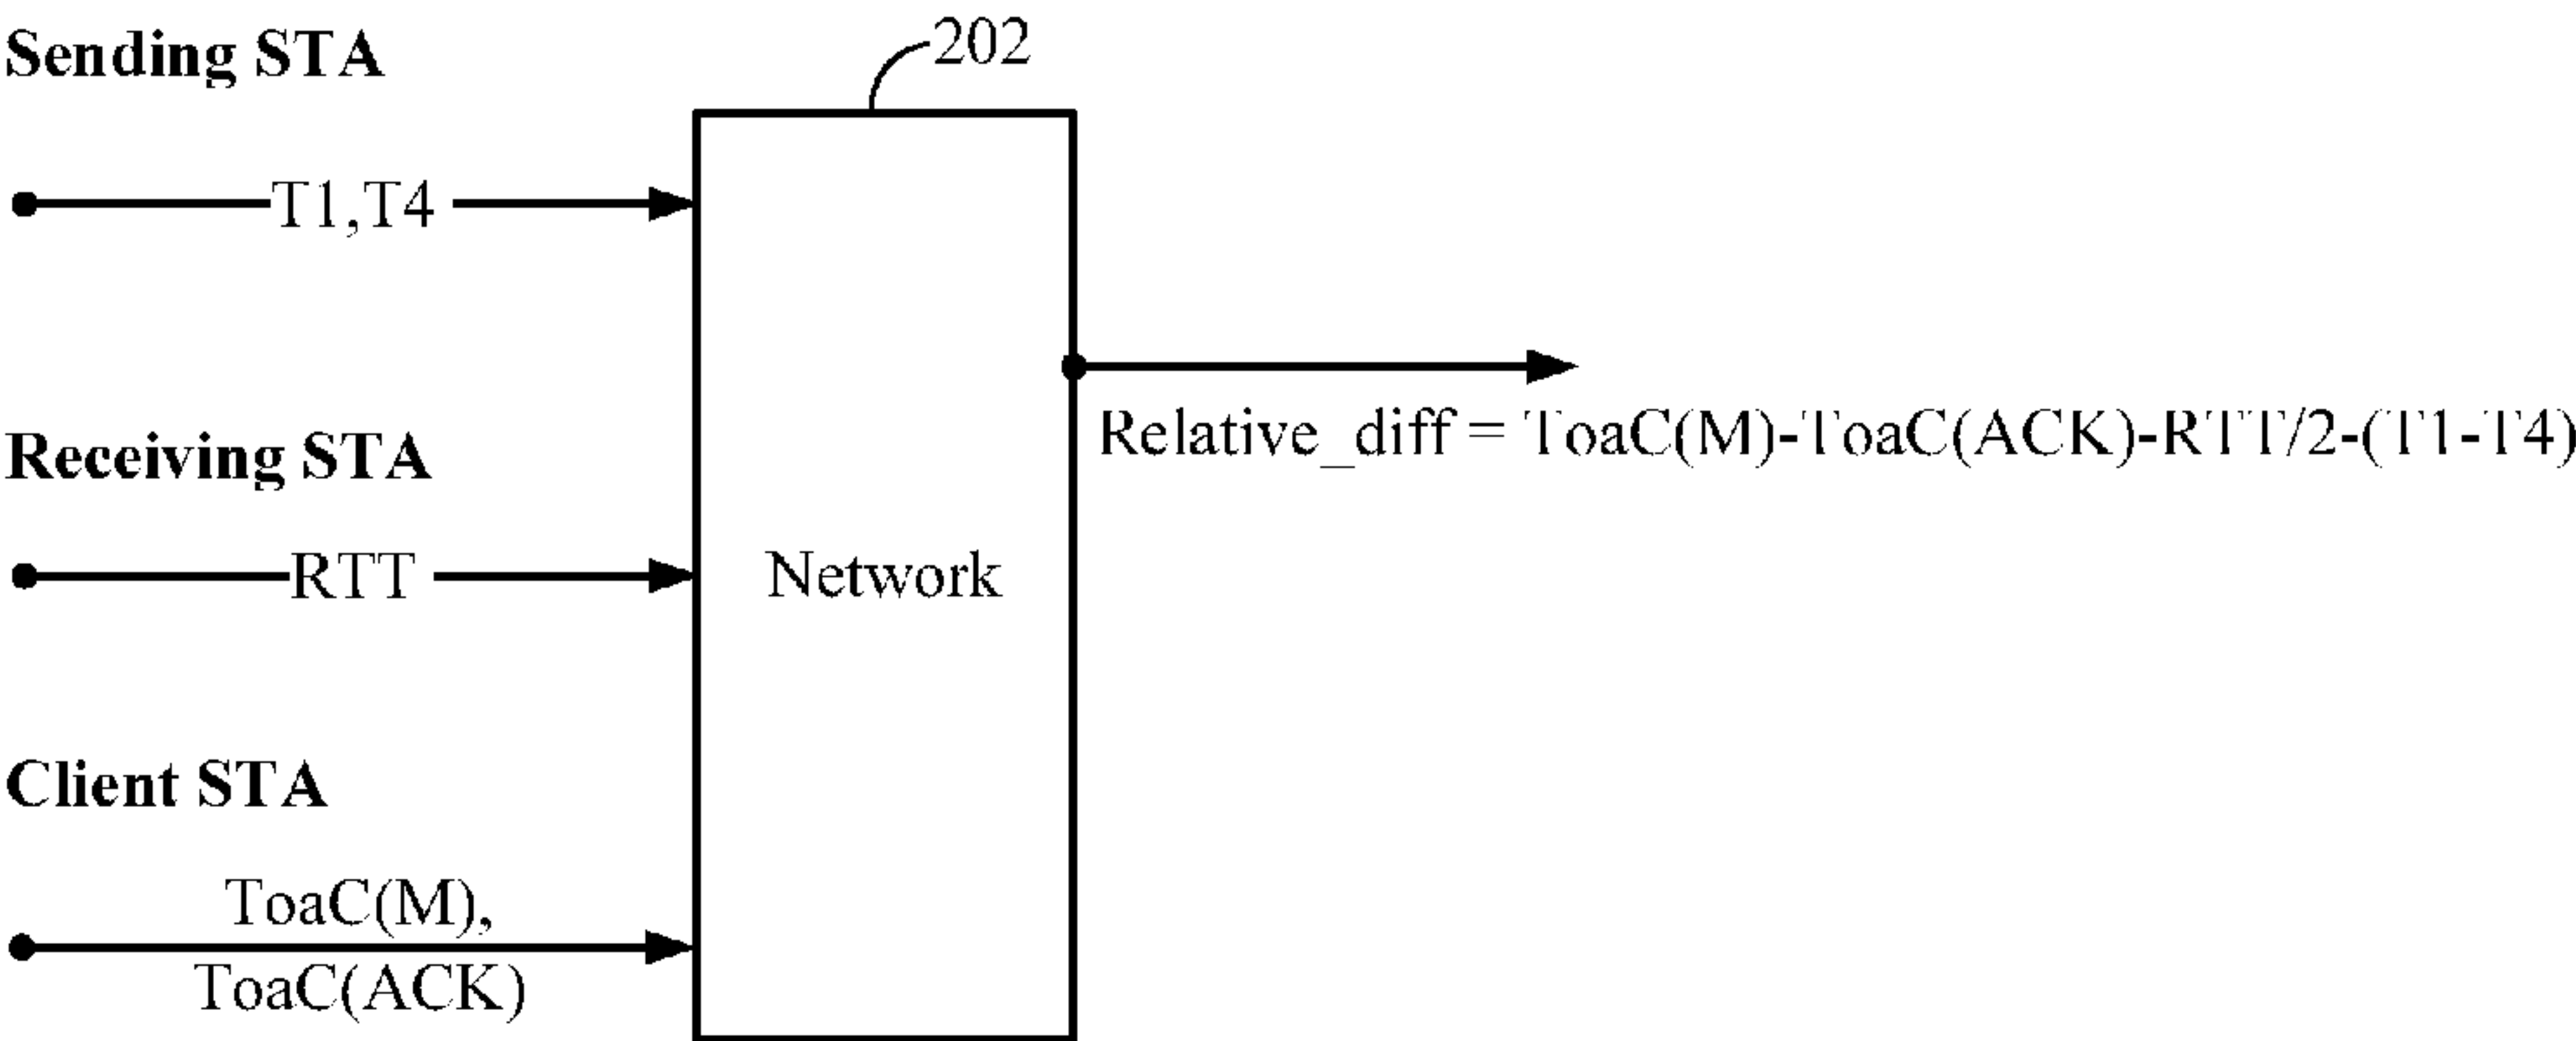 Sending STA
202
T1,T4
Relative_diff = ToaC(M)-ToaC(ACK)-RTT/2-(T1-T4)
Receiving STA
RTT
Network
Client STA
ToaC(M),
ToaC(ACK)